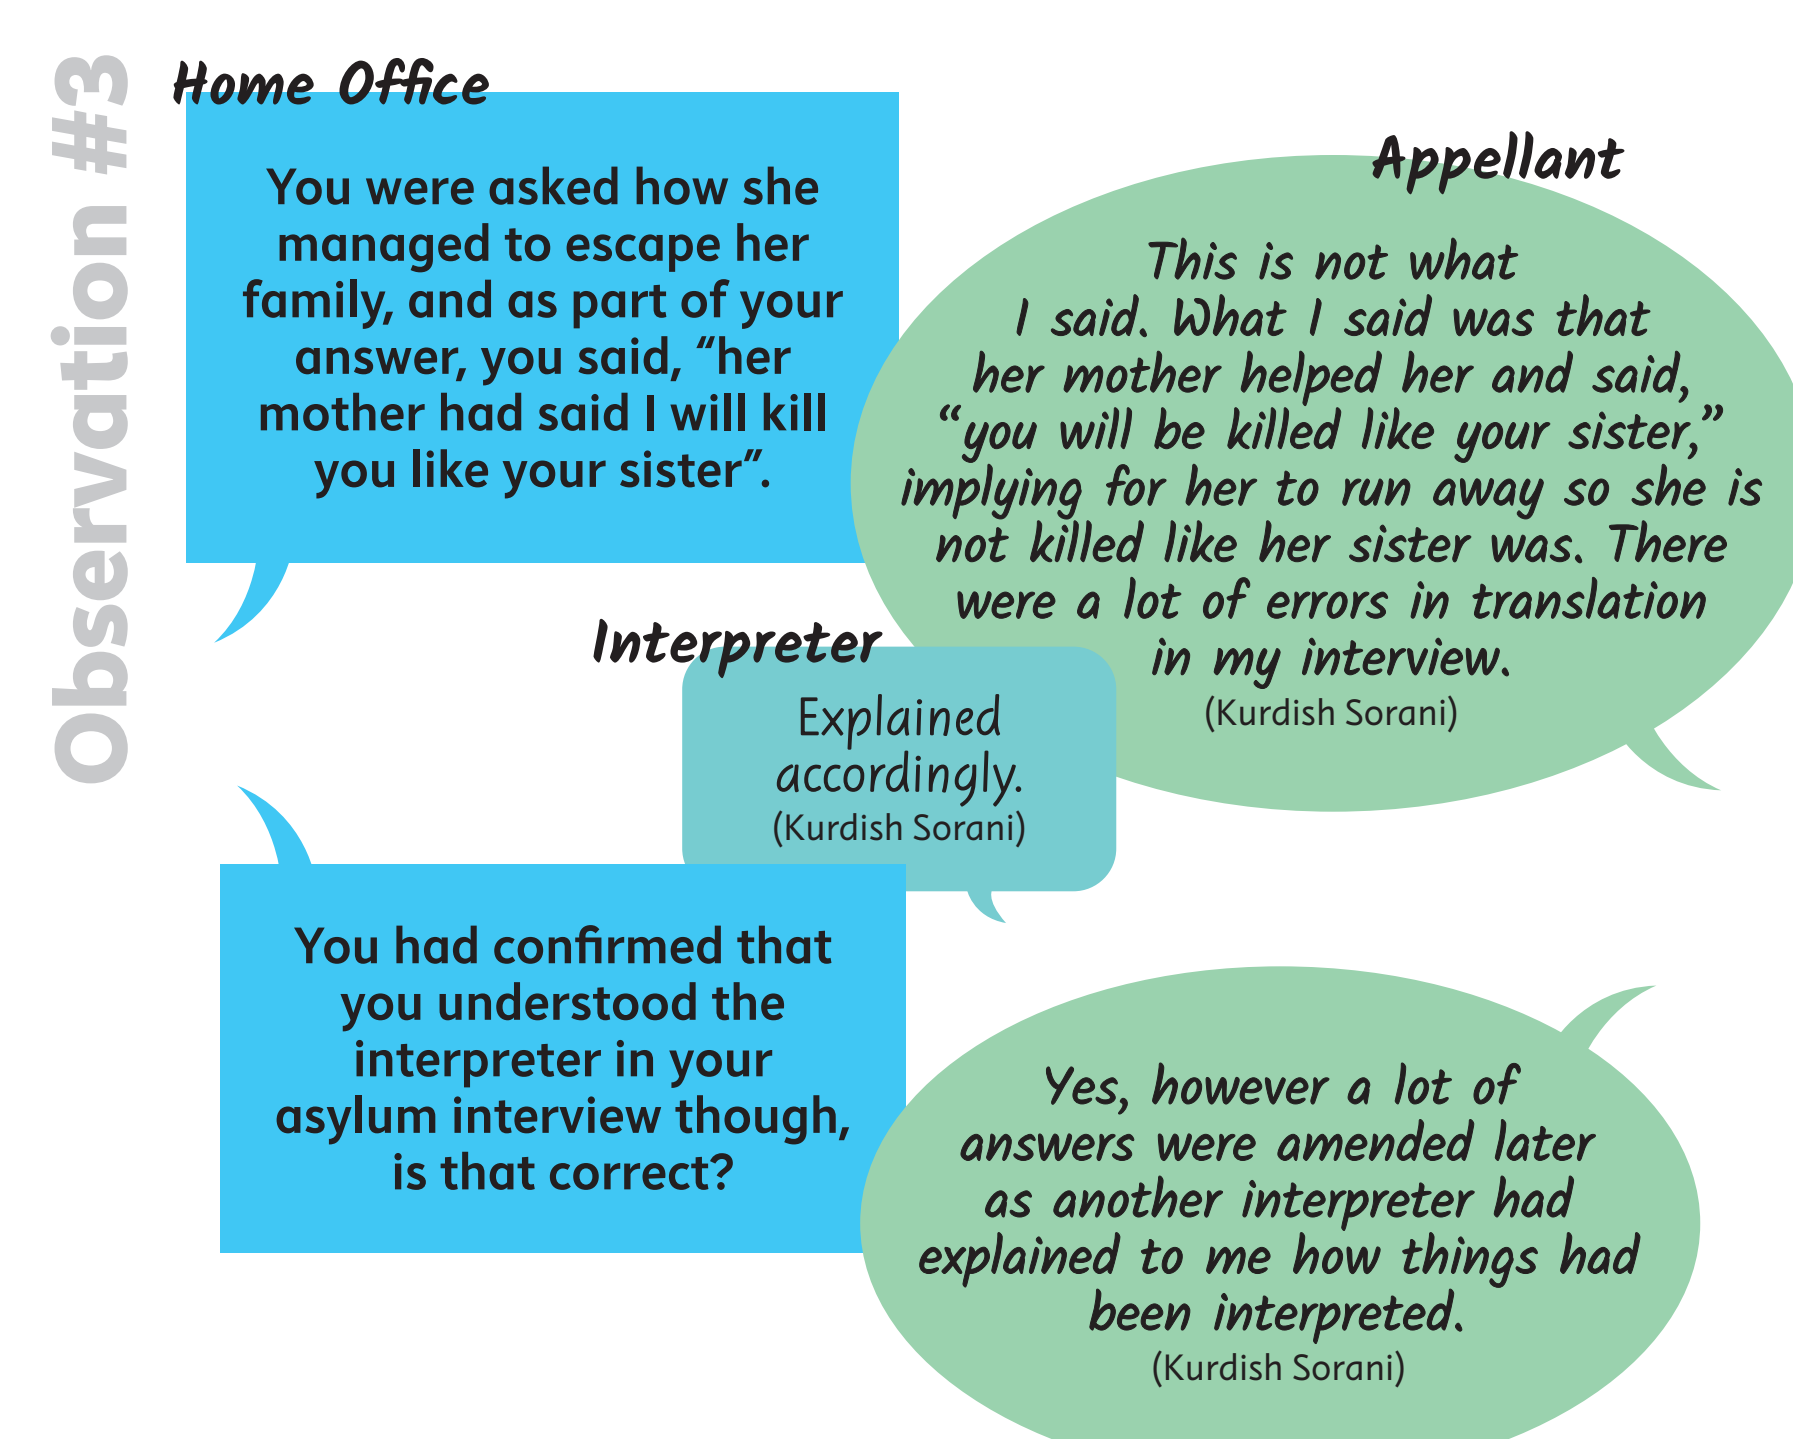 Observation #3
Home Office
You were asked how she
managed to escape her
family, and as part of your
answer, you said, “her
mother had said I will kill
you like your sister”.
Appellant
This is not what
I said. What I said was that
her mother helped her and said,
“you will be killed like your sister,”
implying for her to run away so she is
not killed like her sister was. There
were a lot of errors in translation
in my interview.
(Kurdish Sorani)
Interpreter
Explained
accordingly.
(Kurdish Sorani)
You had confirmed that
you understood the
interpreter in your
asylum interview though,
is that correct?
Yes, however a lot of
answers were amended later
as another interpreter had
explained to me how things had
been interpreted.
(Kurdish Sorani)